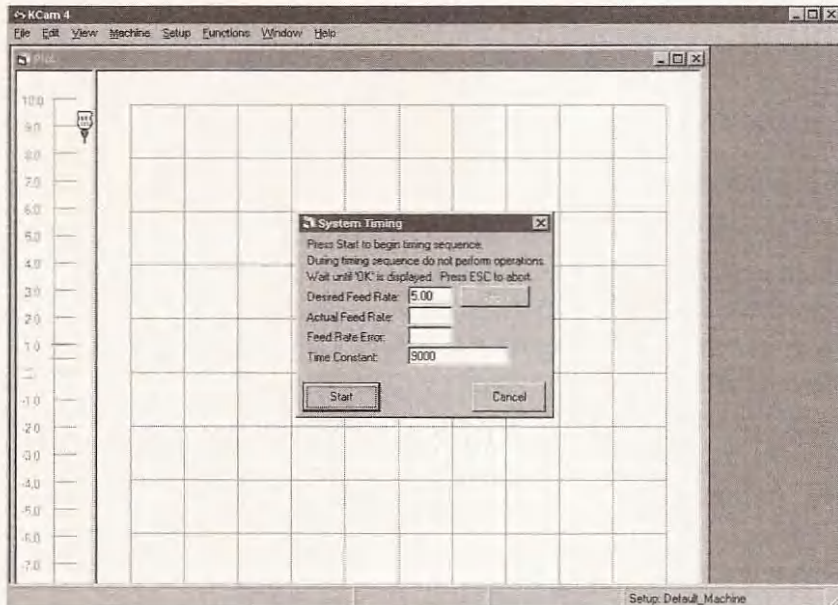 KCam 4
File Edit View Machine Setup Functions Window Help
Plot
10.0
9.0
8.0
7.0
6.0
5.0
4.0
3.0
2.0
1.0
-1.0
-2.0
-3.0
-4.0
-5.0
-6.0
-7.0
System Timing
Press Start to begin timing sequence.
During timing sequence do not perform operations.
Wait until 'OK' is displayed. Press ESC to abort.
Desired Feed Rate: 5.00
Actual Feed Rate:
Feed Rate Error:
Time Constant: 9000
Start Cancel
Setup: Default_Machine